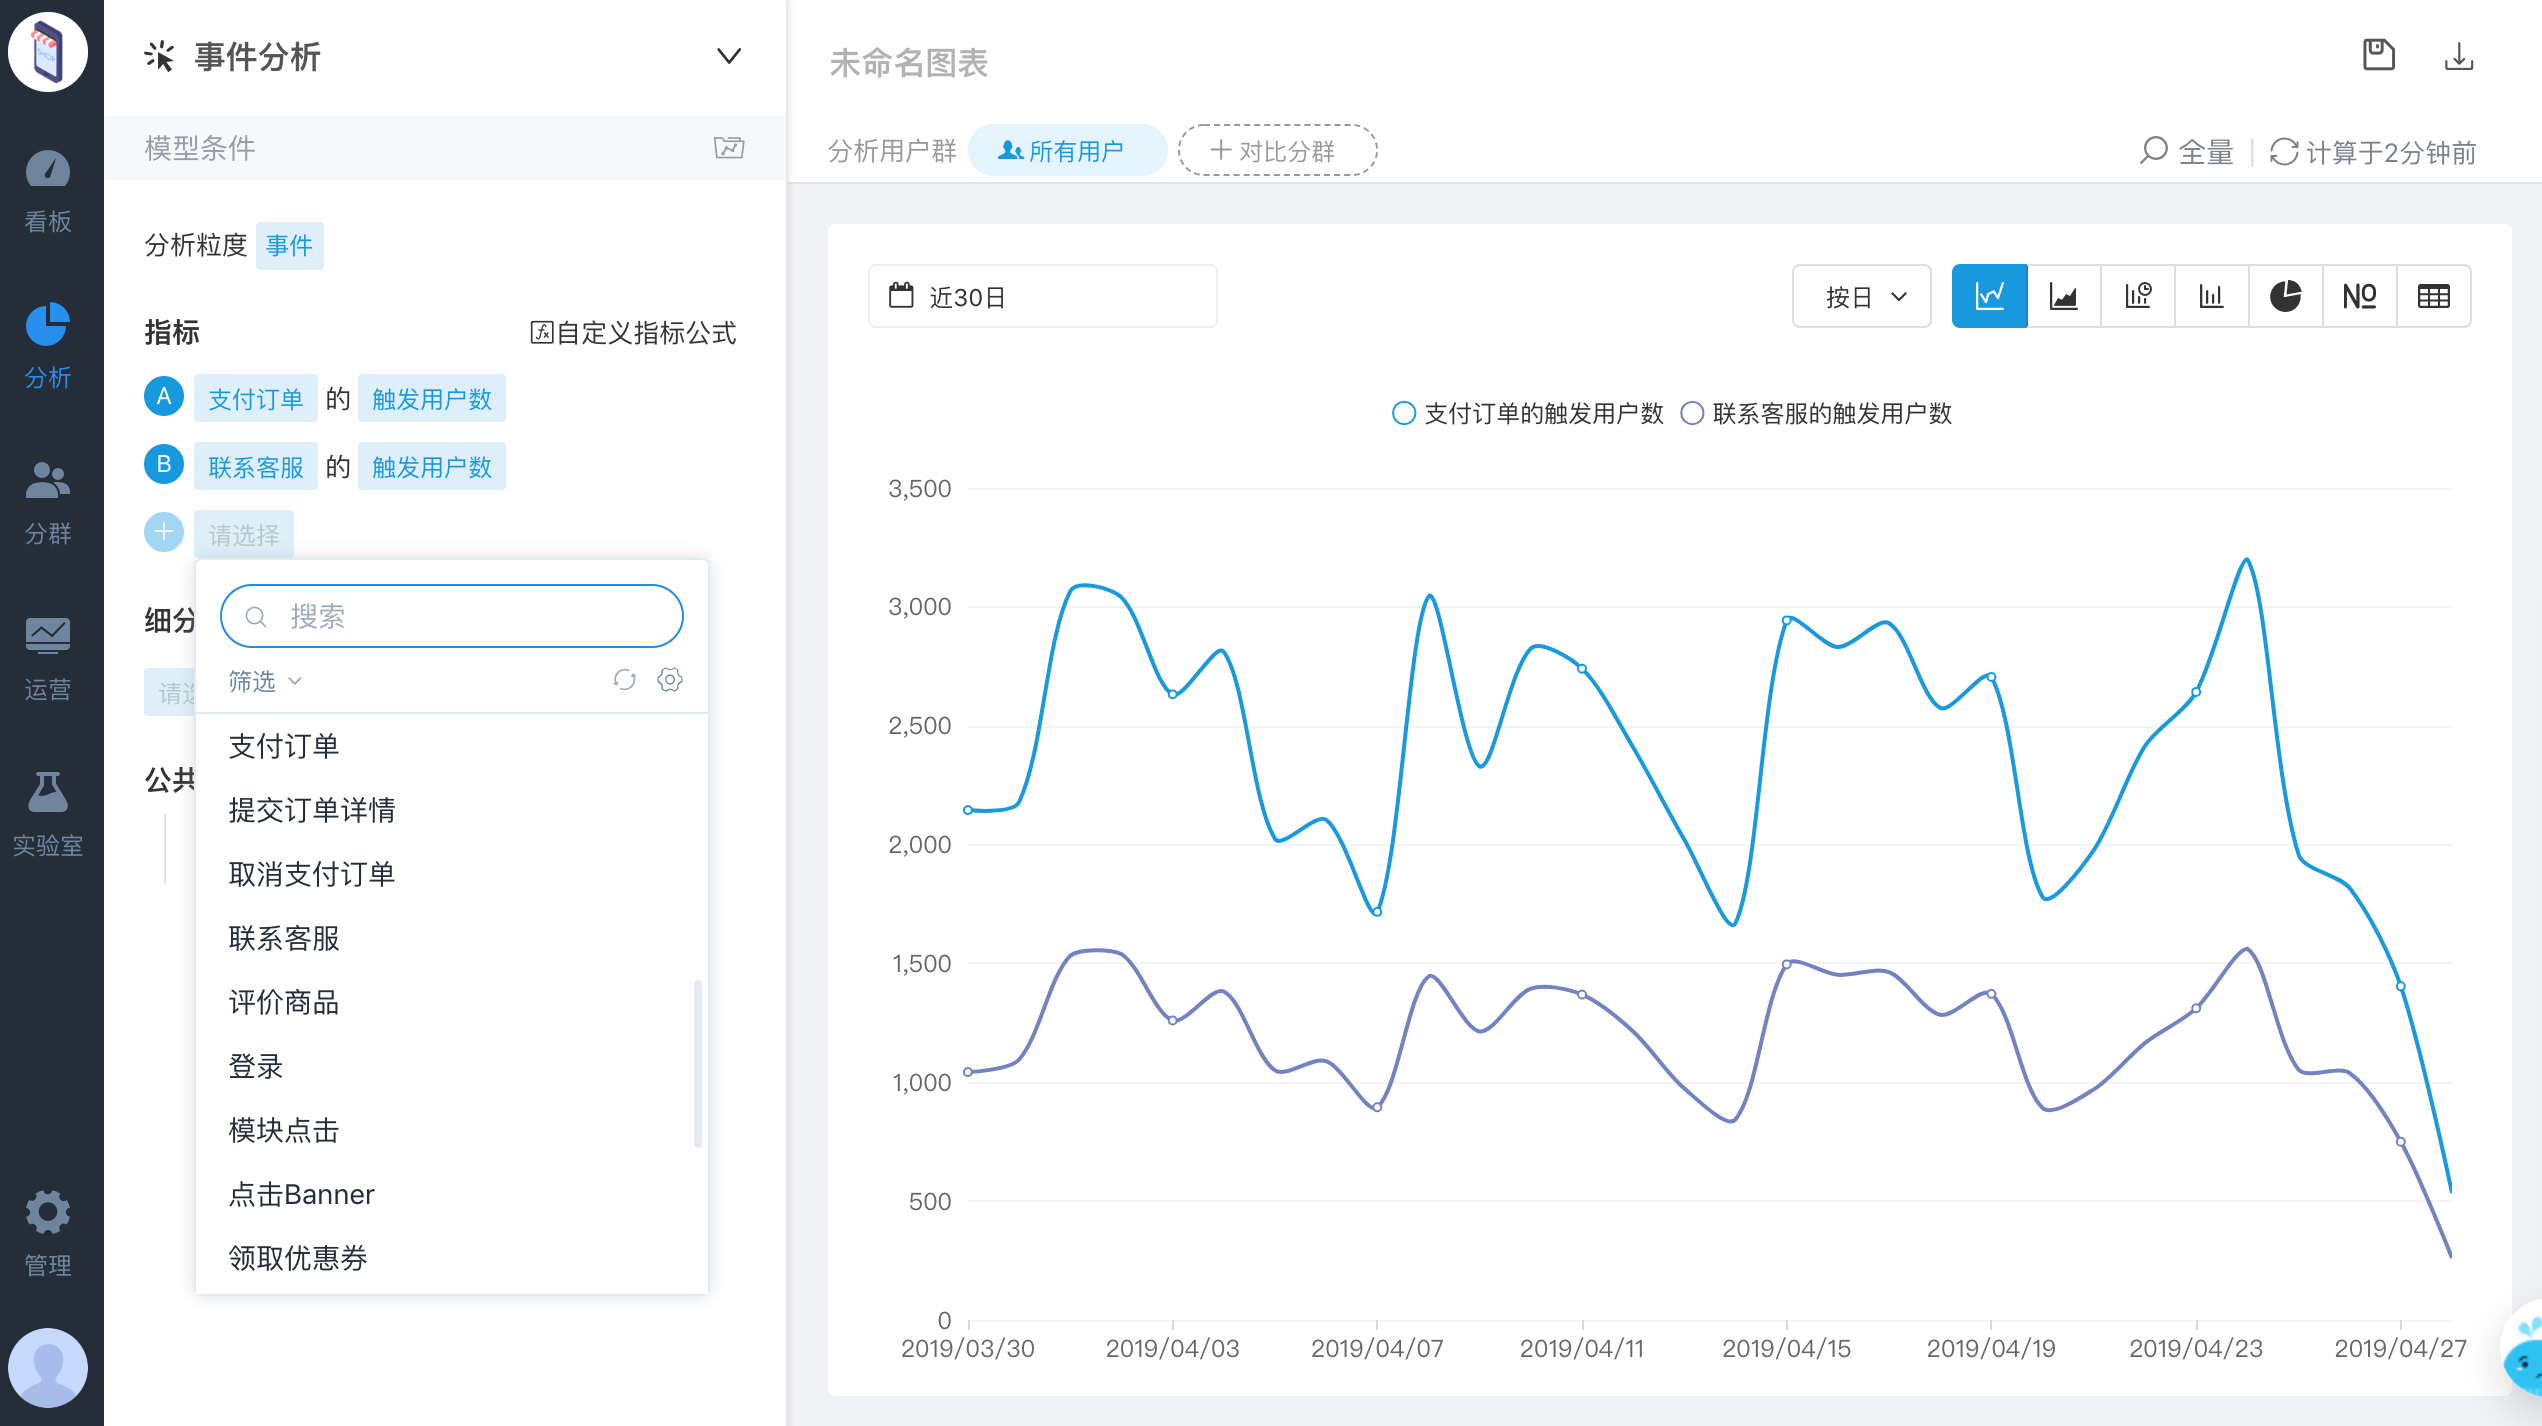 看板
分析
分群
运营
实验室
管理
事件分析
模型条件
分析粒度 事件
指标 自定义指标公式
A 支付订单 的 触发用户数
B 联系客服 的 触发用户数
请选择
细分
请选
公共
搜索
筛选
支付订单
提交订单详情
取消支付订单
联系客服
评价商品
登录
模块点击
点击Banner
领取优惠券
未命名图表
分析用户群 所有用户 + 对比分群 全量 计算于2分钟前
近30日 按日 NO
支付订单的触发用户数 联系客服的触发用户数
3,500
3,000
2,500
2,000
1,500
1,000
500
0
2019/03/30 2019/04/03 2019/04/07 2019/04/11 2019/04/15 2019/04/19 2019/04/23 2019/04/27